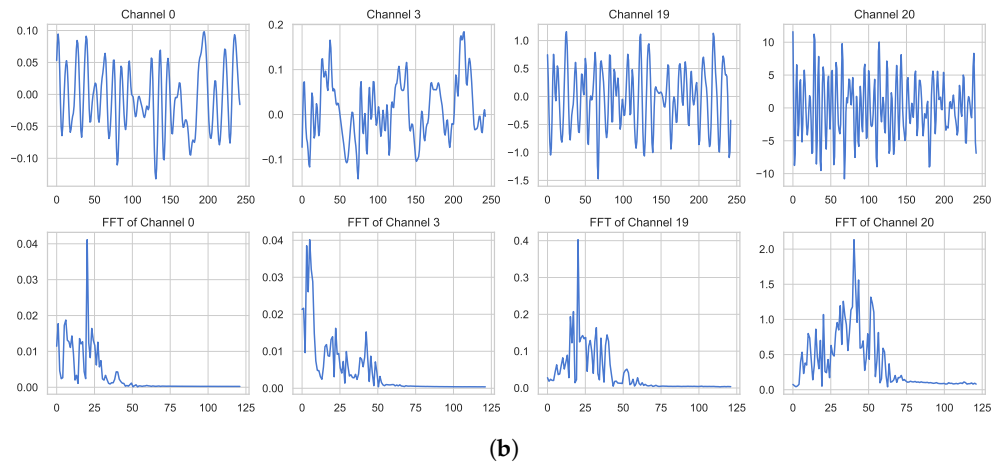 Channel 0
Channel 3
Channel 19
Channel 20
0.10
0.05
0.00
−0.05
−0.10
0 50 100 150 200 250
0.1
0.0
−0.1
0 50 100 150 200 250
1.0
0.5
0.0
−0.5
−1.0
−1.5
0 50 100 150 200 250
10
5
0
−5
−10
0 50 100 150 200 250
FFT of Channel 0
FFT of Channel 3
FFT of Channel 19
FFT of Channel 20
0.04
0.03
0.02
0.01
0.00
0 25 50 75 100 125
0.04
0.03
0.02
0.01
0.00
0 25 50 75 100 125
0.4
0.3
0.2
0.1
0.0
0 25 50 75 100 125
2.0
1.5
1.0
0.5
0.0
0 25 50 75 100 125
(b)